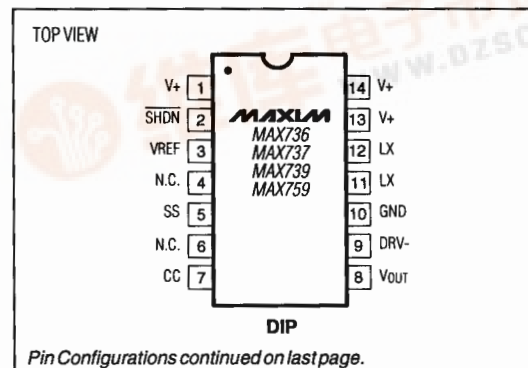 TOP VIEW
V+ 1
SHDN 2
VREF 3
N.C. 4
SS 5
N.C. 6
CC 7
MAXIM
MAX736
MAX737
MAX739
MAX759
14 V+
13 V+
12 LX
11 LX
10 GND
9 DRV-
8 VOUT
DIP
Pin Configurations continued on last page.